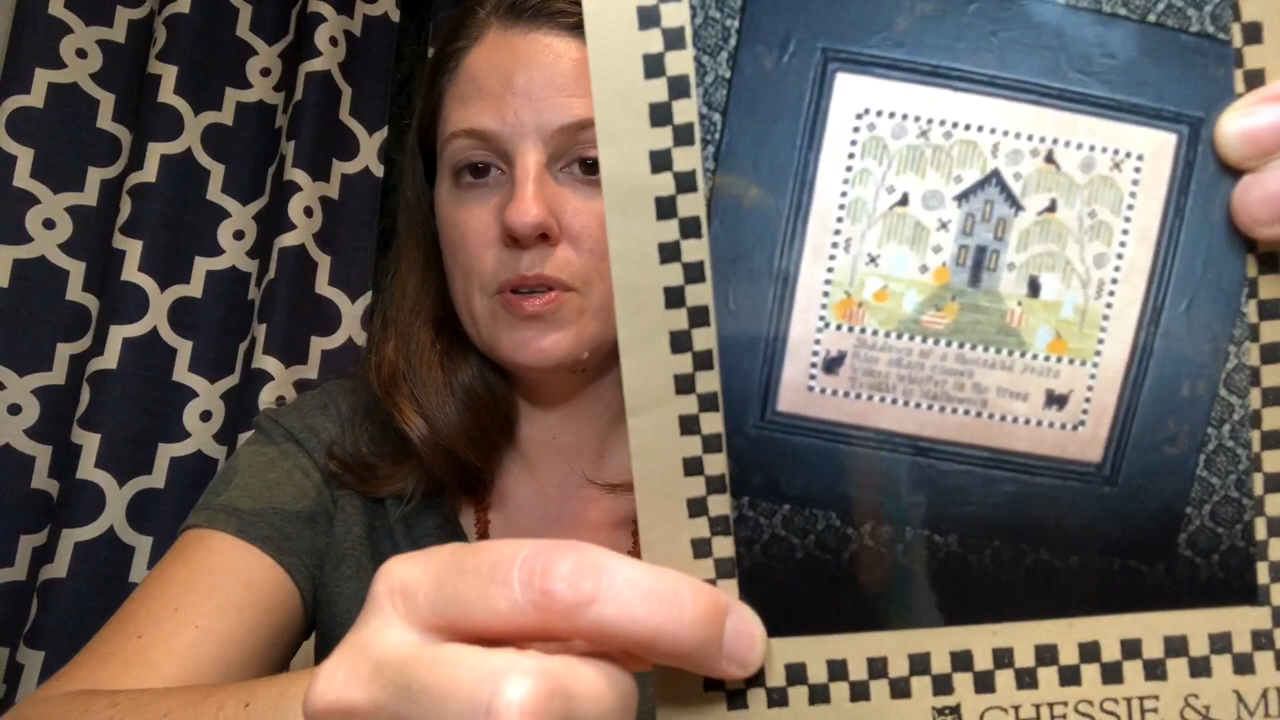 Shadows of a thousand years
Rise again unseen
Voices whisper in the trees
Tonight is Halloween
CHESSIE & M